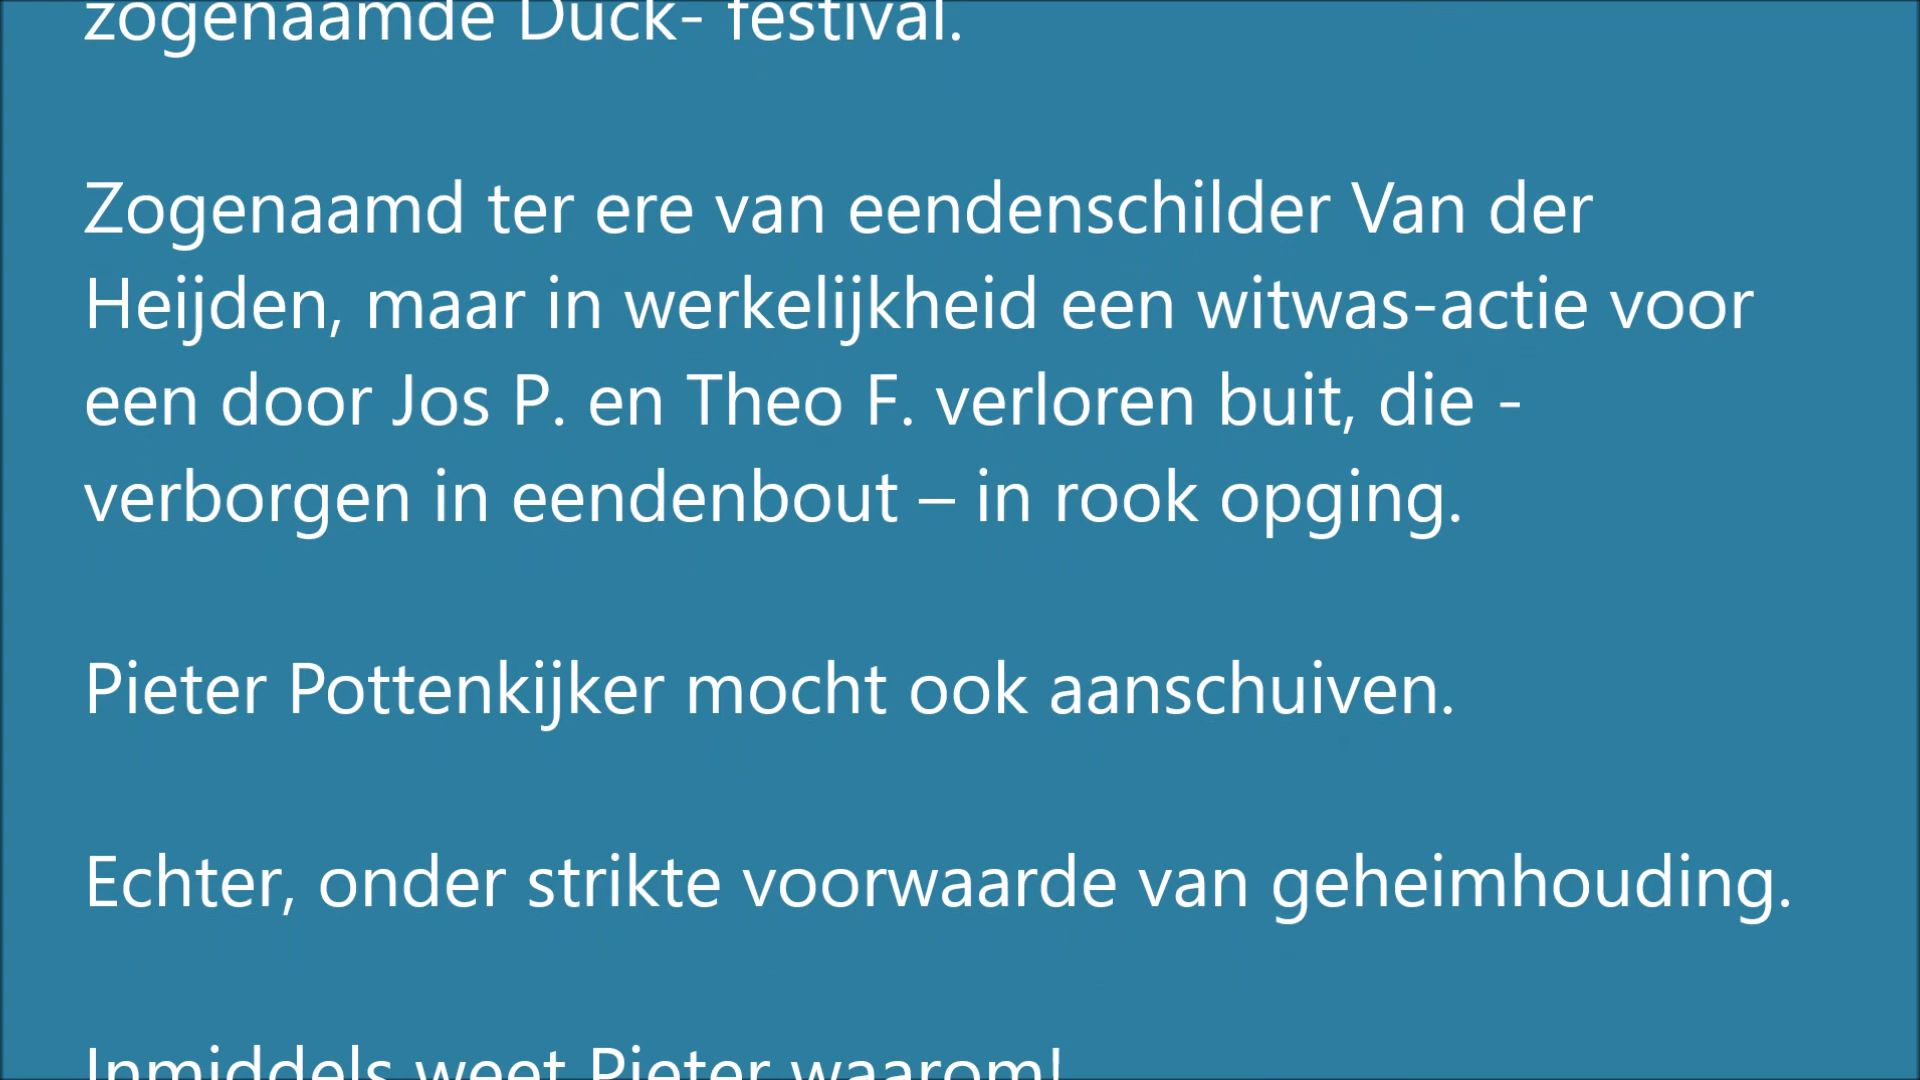 zogenaamde Duck- festival.
Zogenaamd ter ere van eendenschilder Van der
Heijden, maar in werkelijkheid een witwas-actie voor
een door Jos P. en Theo F. verloren buit, die -
verborgen in eendenbout – in rook opging.
Pieter Pottenkijker mocht ook aanschuiven.
Echter, onder strikte voorwaarde van geheimhouding.
Inmiddels weet Pieter waarom!